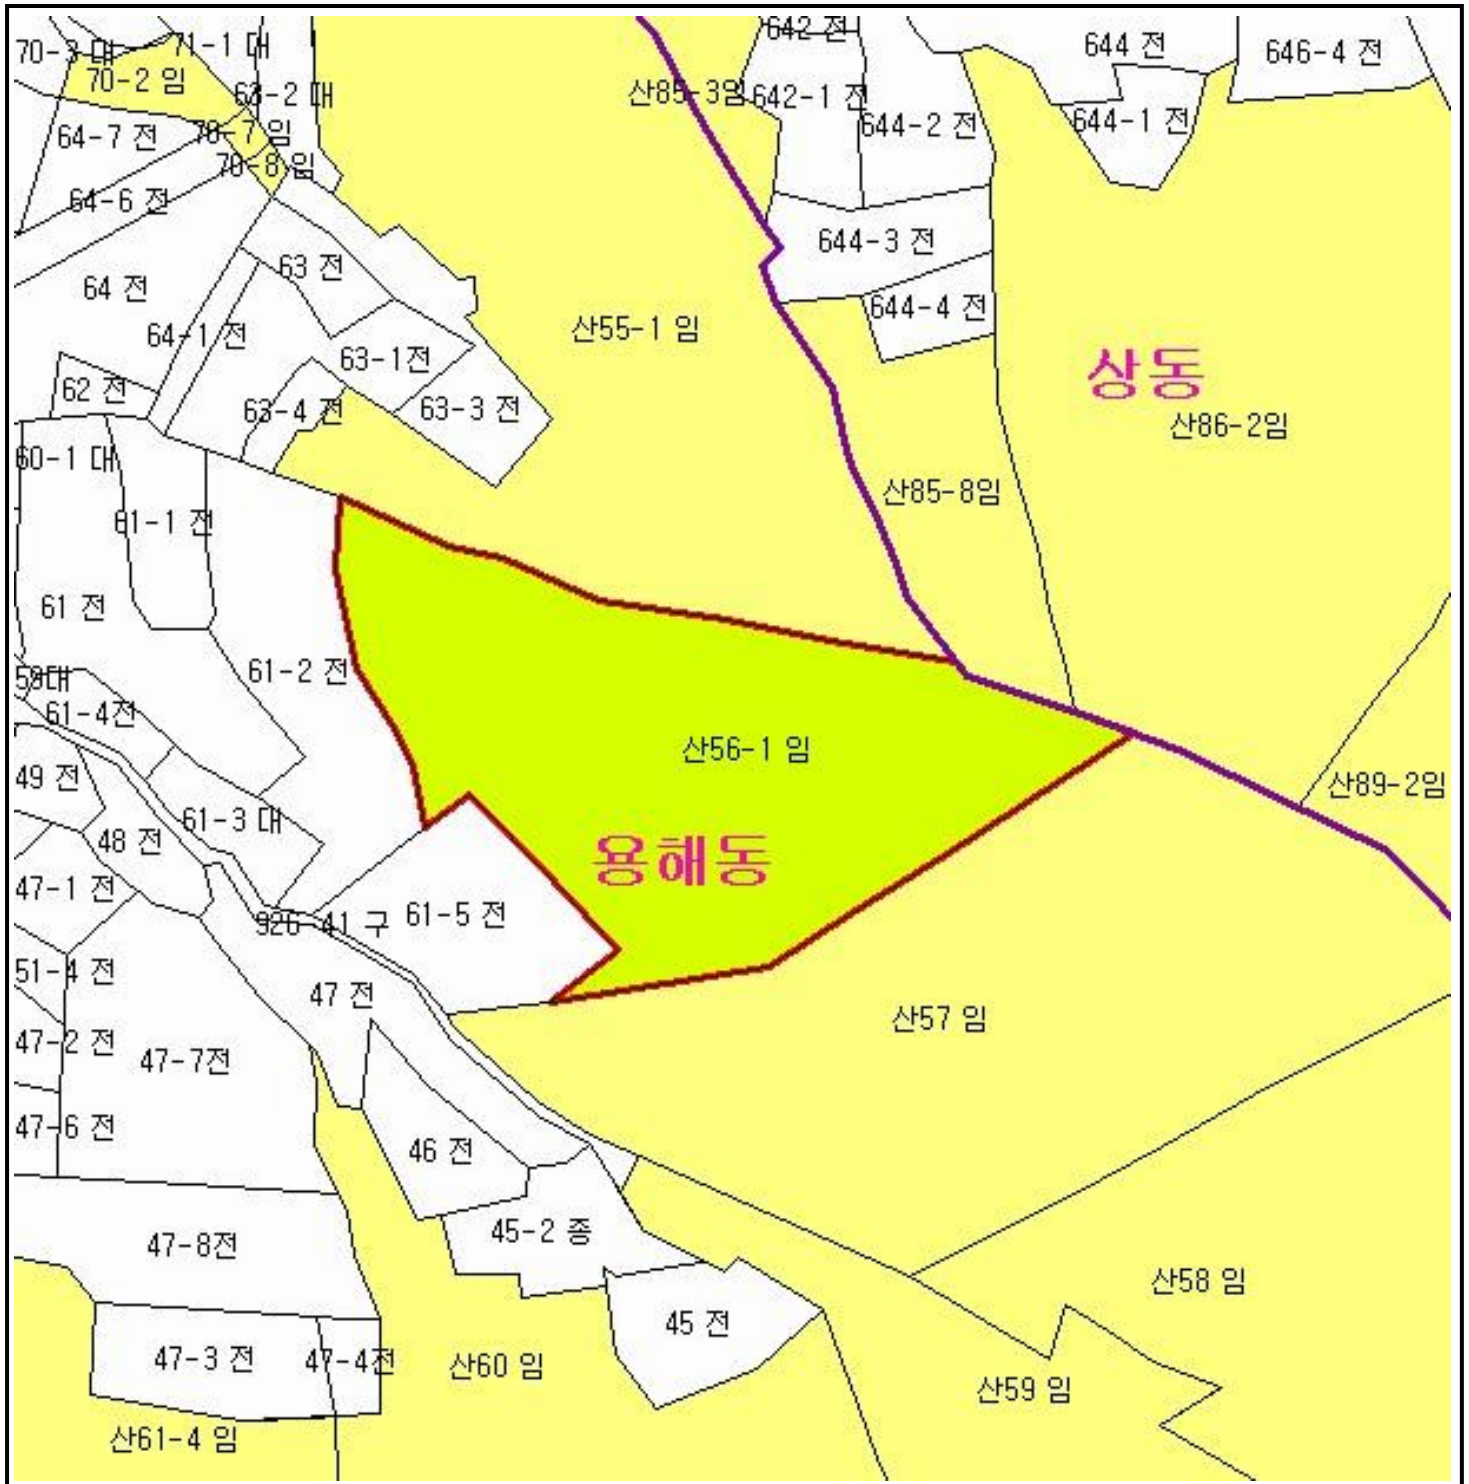 70-3 대
71-1 대
642 전
644 전
646-4 전
70-2 임
63-2 대
산85-3임
642-1 전
644-2 전
644-1 전
64-7 전
70-7 임
70-8 임
64-6 전
63 전
644-3 전
64 전
644-4 전
64-1 전
산55-1 임
63-1전
상동
62 전
63-4 전
63-3 전
산86-2임
60-1 대
산85-8임
61-1 전
61 전
61-2 전
61-4전
산56-1 임
49 전
산89-2임
61-3 대
48 전
용해동
47-1 전
61-5 전
51-4 전
47 전
산57 임
47-2 전
47-7전
47-6 전
46 전
45-2 종
47-8전
산58 임
45 전
47-3 전
47-4전
산60 임
산59 임
산61-4 임